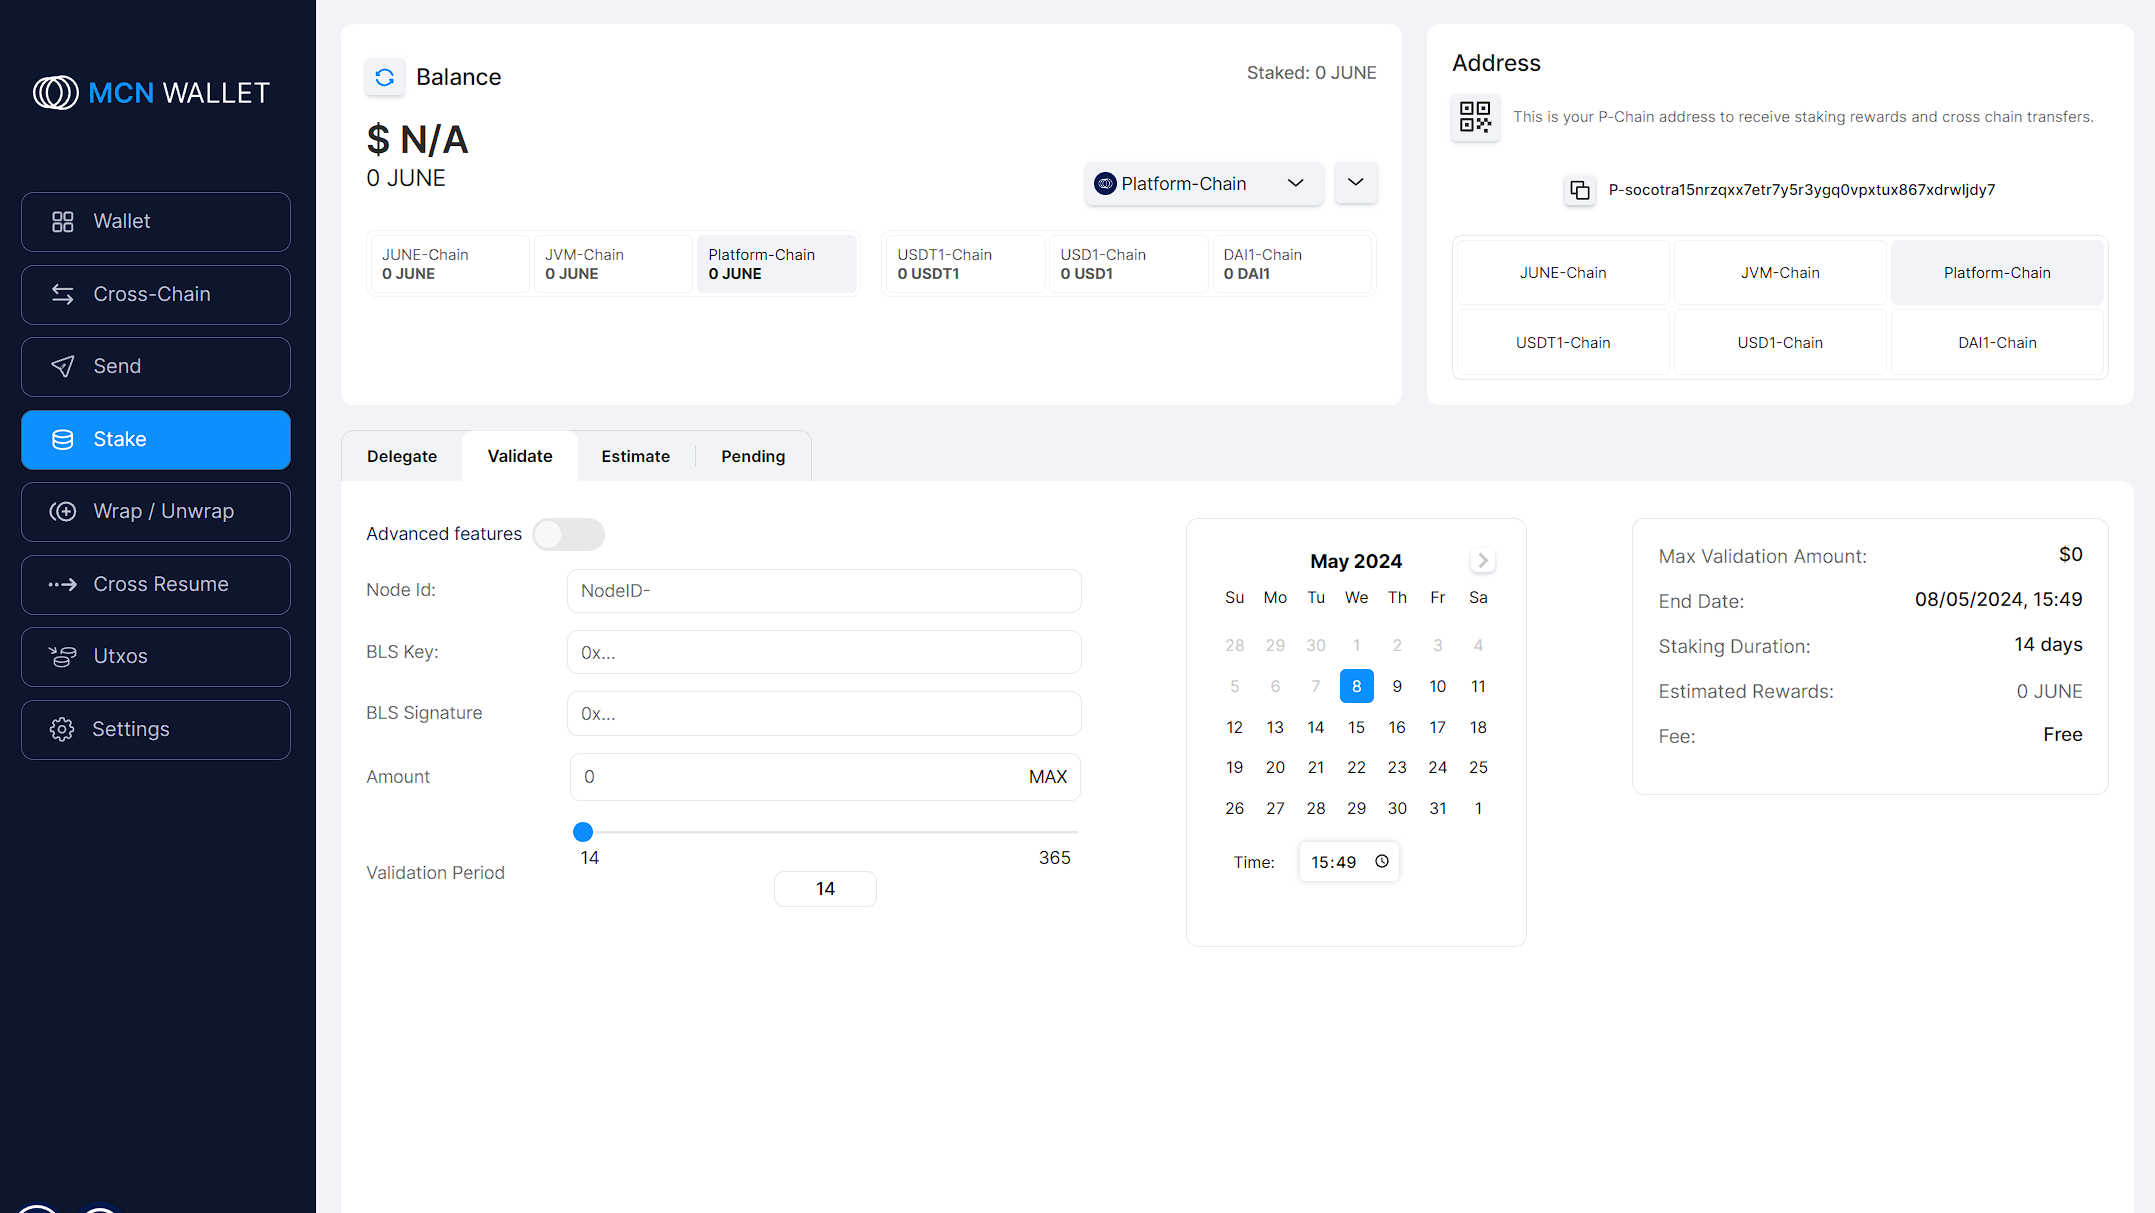 MCN WALLET
Wallet
Cross-Chain
Send
Stake
Wrap / Unwrap
Cross Resume
Utxos
Settings
Balance
Staked: 0 JUNE
$ N/A
0 JUNE
Platform-Chain
JUNE-Chain
0 JUNE
JVM-Chain
0 JUNE
Platform-Chain
0 JUNE
USDT1-Chain
0 USDT1
USD1-Chain
0 USD1
DAI1-Chain
0 DAI1
Address
This is your P-Chain address to receive staking rewards and cross chain transfers.
P-socotra15nrzqxx7etr7y5r3ygq0vpxtux867xdrwljdy7
JUNE-Chain JVM-Chain Platform-Chain
USDT1-Chain USD1-Chain DAI1-Chain
Delegate Validate Estimate Pending
Advanced features
Node Id: NodeID-
BLS Key: 0x...
BLS Signature 0x...
Amount 0 MAX
14 365
Validation Period
14
May 2024
Su Mo Tu We Th Fr Sa
28 29 30 1 2 3 4
5 6 7 8 9 10 11
12 13 14 15 16 17 18
19 20 21 22 23 24 25
26 27 28 29 30 31 1
Time: 15:49
Max Validation Amount: $0
End Date: 08/05/2024, 15:49
Staking Duration: 14 days
Estimated Rewards: 0 JUNE
Fee: Free